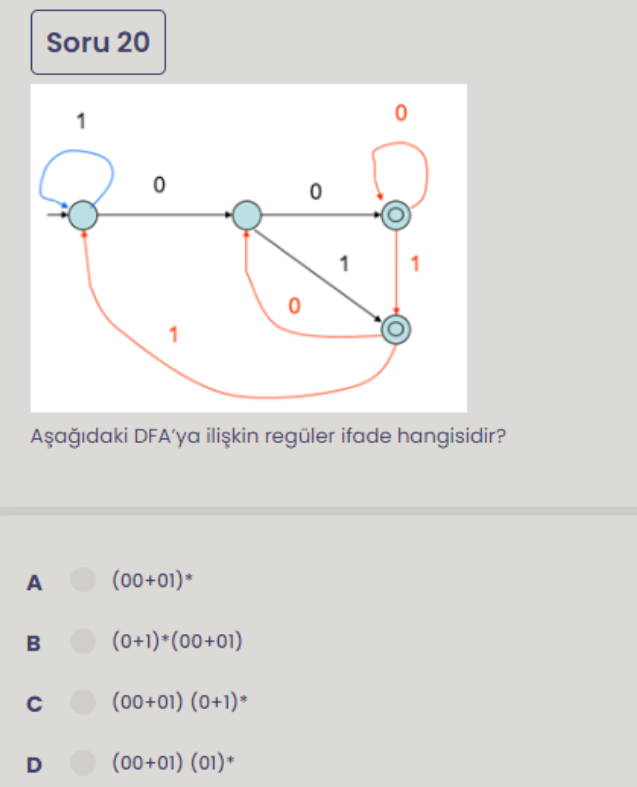 Soru 20
1
0
0
0
1
1
0
1
Aşağıdaki DFA'ya ilişkin regüler ifade hangisidir?
A (00+01)*
B (0+1)*(00+01)
C (00+01) (0+1)*
D (00+01) (01)*